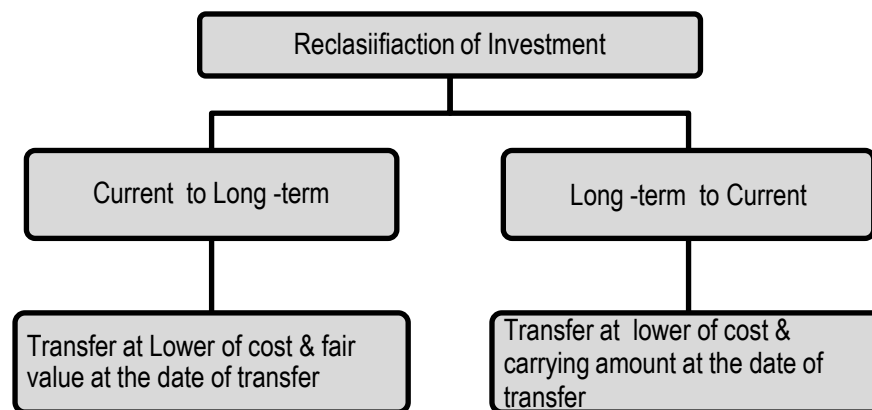 Reclasiifiaction of Investment
Current to Long -term
Long -term to Current
Transfer at Lower of cost & fair
value at the date of transfer
Transfer at lower of cost &
carrying amount at the date of
transfer